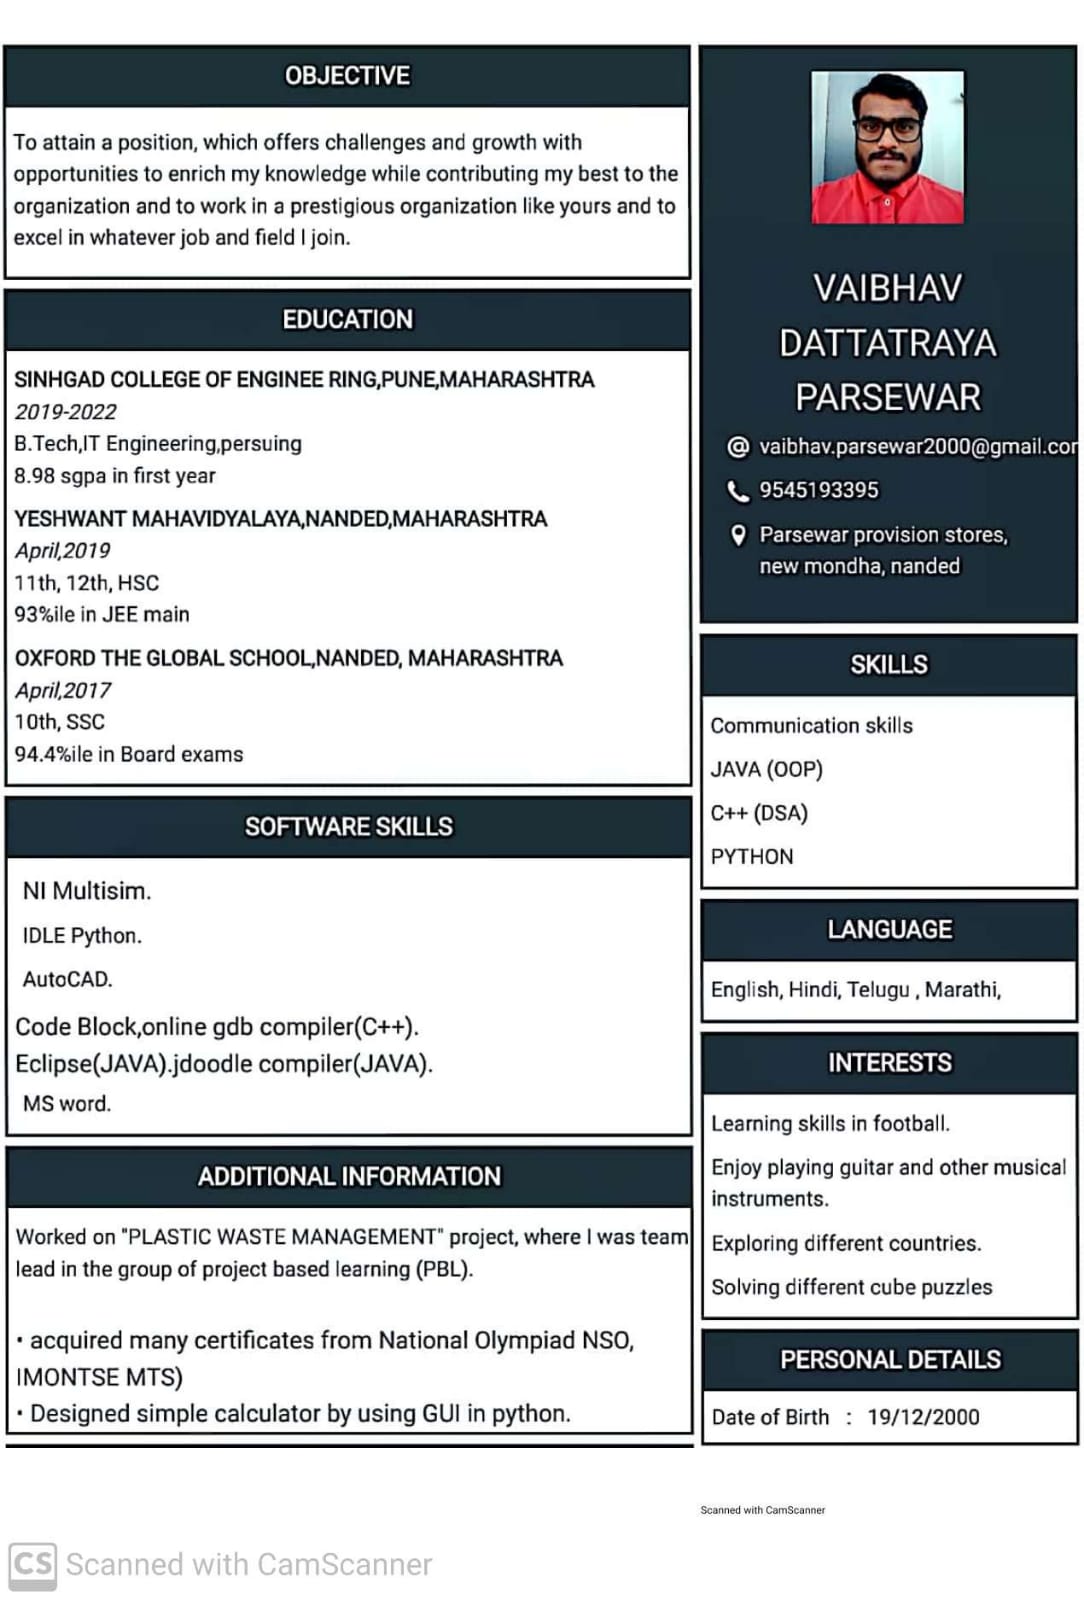 OBJECTIVE
To attain a position, which offers challenges and growth with
opportunities to enrich my knowledge while contributing my best to the
organization and to work in a prestigious organization like yours and to
excel in whatever job and field I join.
EDUCATION
SINHGAD COLLEGE OF ENGINEE RING,PUNE,MAHARASHTRA
2019-2022
B.Tech,IT Engineering,persuing
8.98 sgpa in first year
YESHWANT MAHAVIDYALAYA,NANDED,MAHARASHTRA
April,2019
11th, 12th, HSC
93%ile in JEE main
OXFORD THE GLOBAL SCHOOL,NANDED, MAHARASHTRA
April,2017
10th, SSC
94.4%ile in Board exams
SOFTWARE SKILLS
NI Multisim.
IDLE Python.
AutoCAD.
Code Block,online gdb compiler(C++).
Eclipse(JAVA).jdoodle compiler(JAVA).
MS word.
ADDITIONAL INFORMATION
Worked on "PLASTIC WASTE MANAGEMENT" project, where I was team
lead in the group of project based learning (PBL).
• acquired many certificates from National Olympiad NSO,
IMONTSE MTS)
• Designed simple calculator by using GUI in python.
VAIBHAV
DATTATRAYA
PARSEWAR
@ vaibhav.parsewar2000@gmail.cor
9545193395
Parsewar provision stores,
new mondha, nanded
SKILLS
Communication skills
JAVA (OOP)
C++ (DSA)
PYTHON
LANGUAGE
English, Hindi, Telugu , Marathi,
INTERESTS
Learning skills in football.
Enjoy playing guitar and other musical
instruments.
Exploring different countries.
Solving different cube puzzles
PERSONAL DETAILS
Date of Birth : 19/12/2000
Scanned with CamScanner
CS Scanned with CamScanner